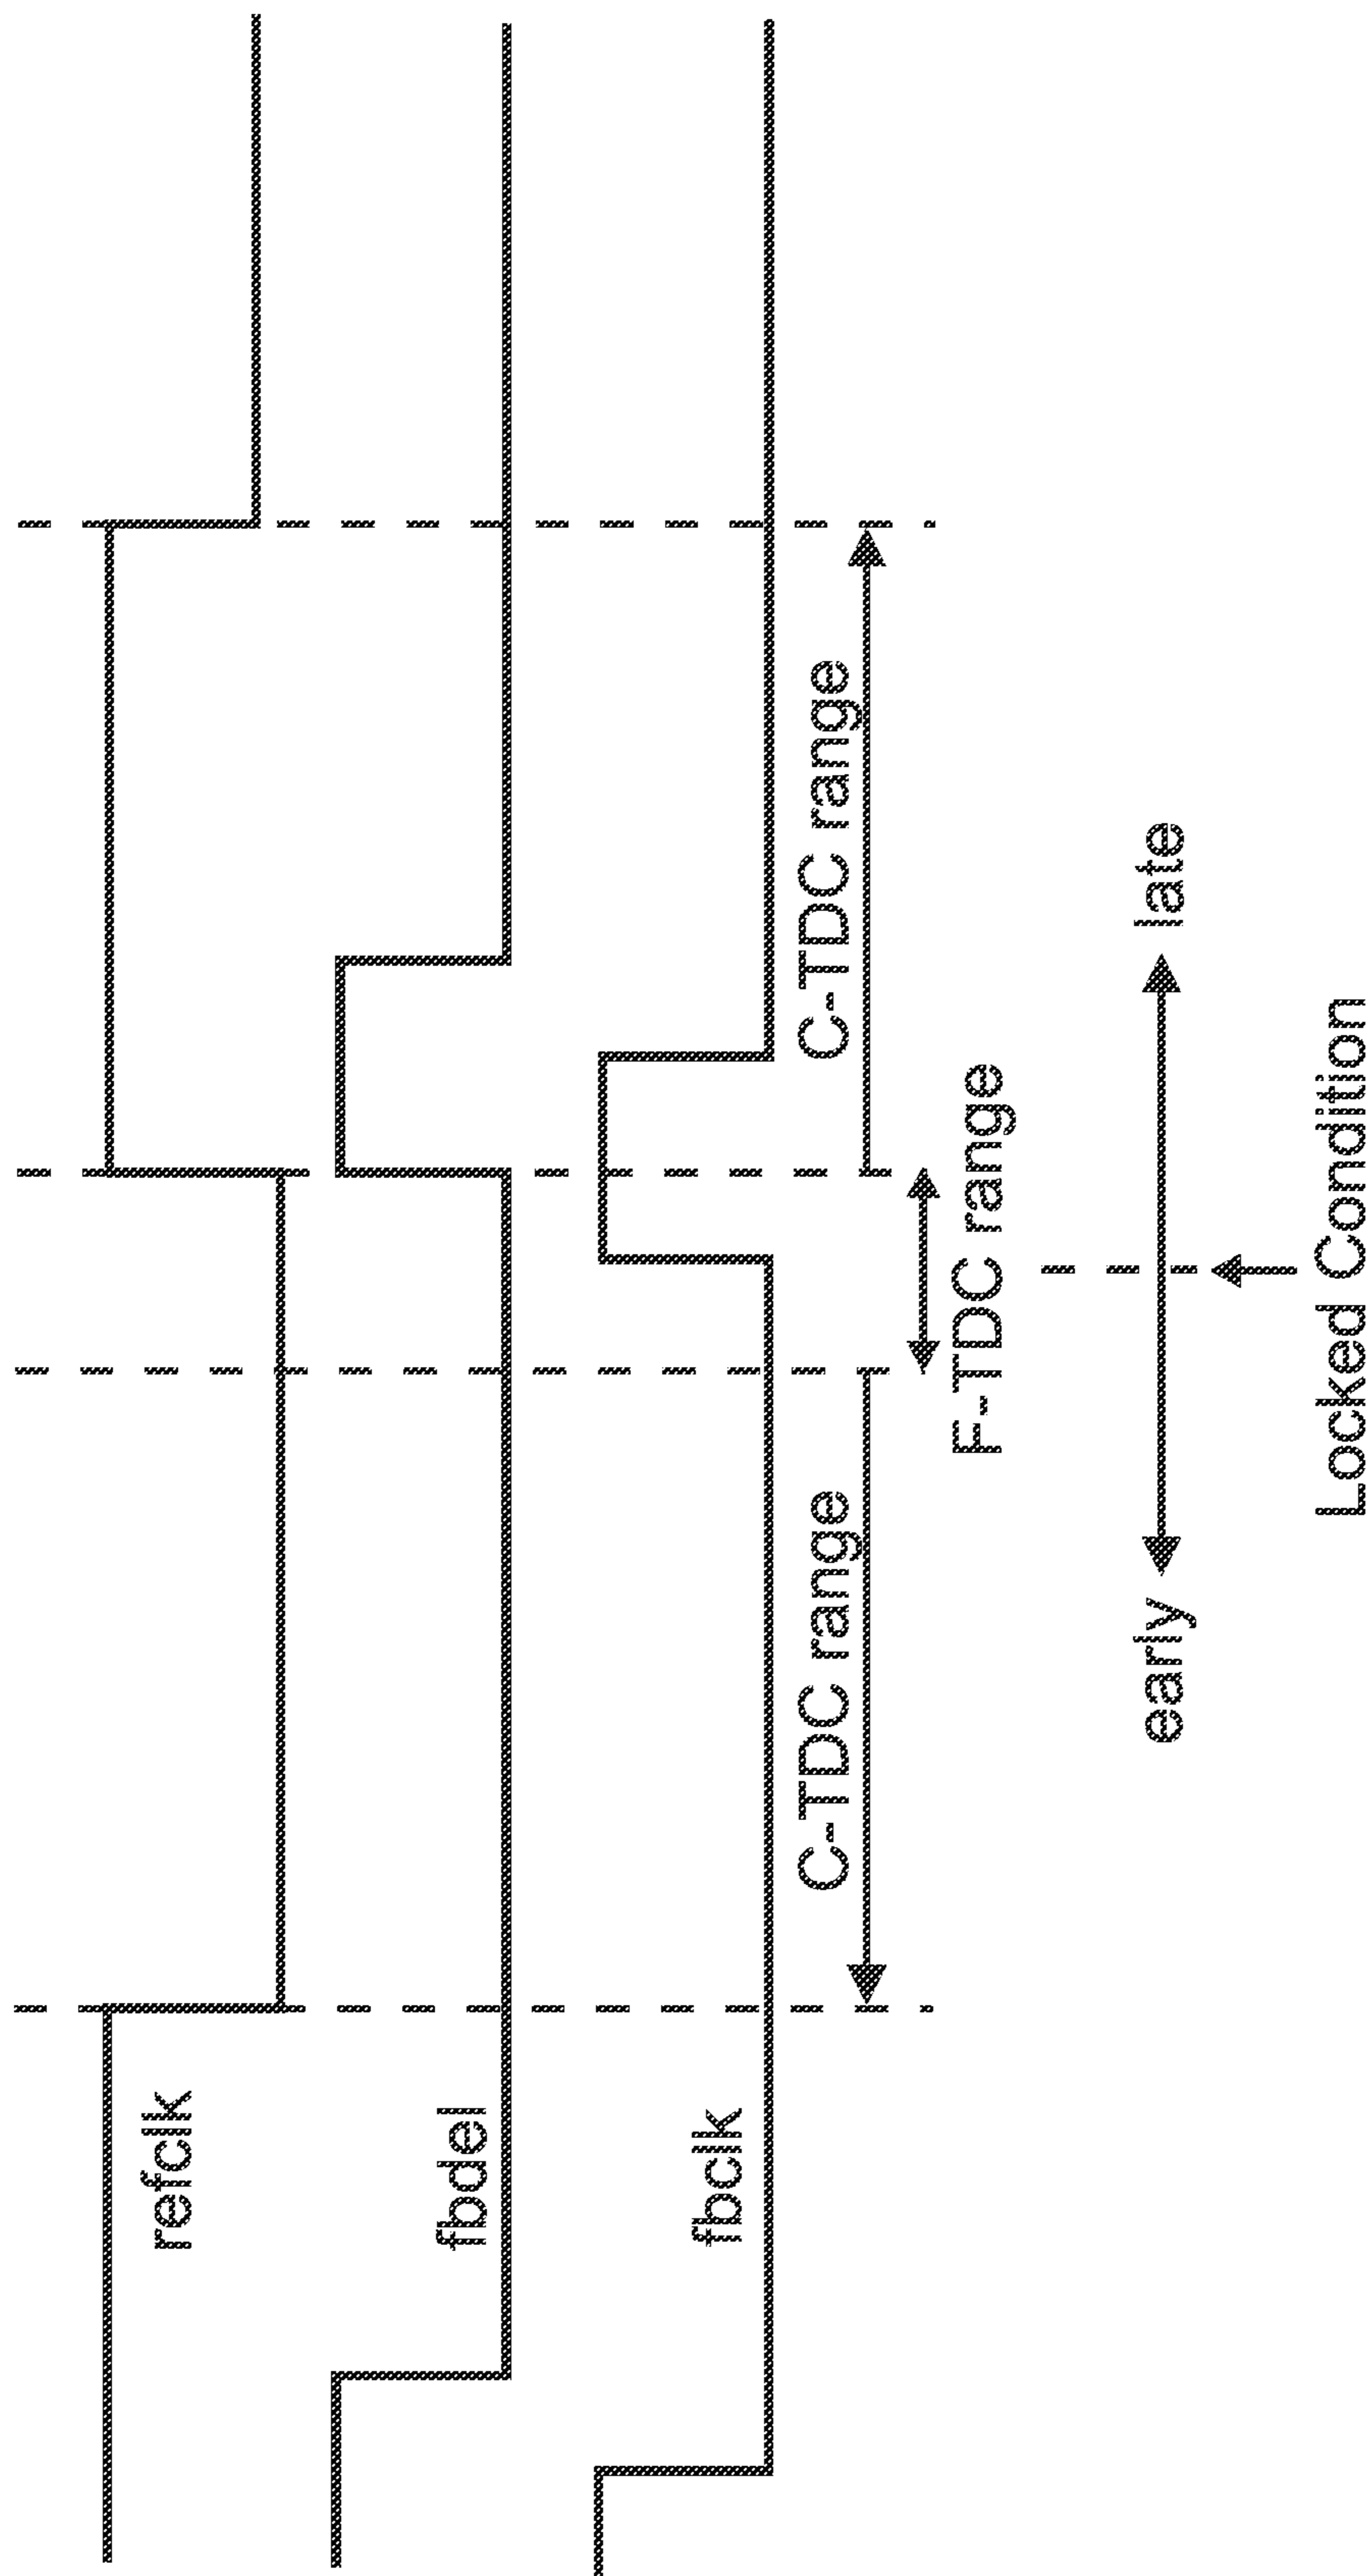 refclk
fbdel
fbclk
C-TDC range
C-TDC range
F-TDC range
early
late
Locked Condition